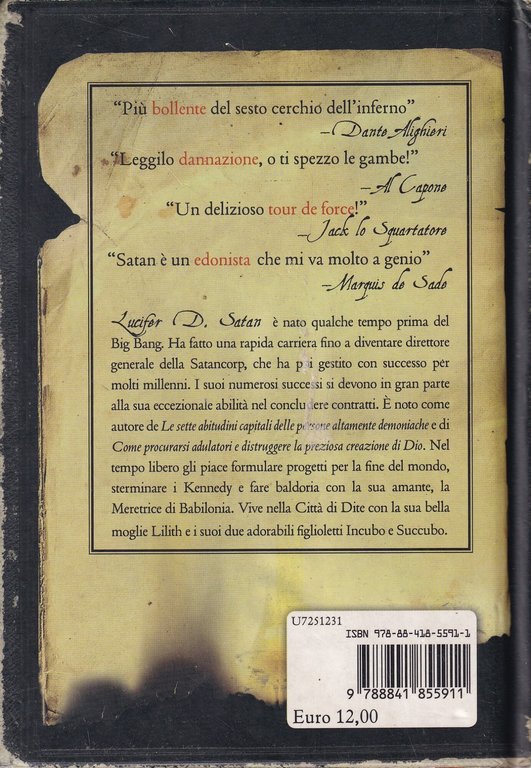 “Più bollente del sesto cerchio dell’inferno”
–Dante Alighieri
“Leggilo dannazione, o ti spezzo le gambe!”
–Al Capone
“Un delizioso tour de force!”
–Jack lo Squartatore
“Satan è un edonista che mi va molto a genio”
–Marquis de Sade
Lucifer D. Satan è nato qualche tempo prima del
Big Bang. Ha fatto una rapida carriera fino a diventare direttore
generale della Satancorp, che ha poi gestito con successo per
molti millenni. I suoi numerosi successi si devono in gran parte
alla sua eccezionale abilità nel concludere contratti. È noto come
autore de Le sette abitudini capitali delle persone altamente demoniache e di
Come procurarsi adulatori e distruggere la preziosa creazione di Dio. Nel
tempo libero gli piace formulare progetti per la fine del mondo,
sterminare i Kennedy e fare baldoria con la sua amante, la
Meretrice di Babilonia. Vive nella Città di Dite con la sua bella
moglie Lilith e i suoi due adorabili figlioletti Incubo e Succubo.
U7251231
ISBN 978-88-418-5591-1
9 788841 855911
Euro 12,00